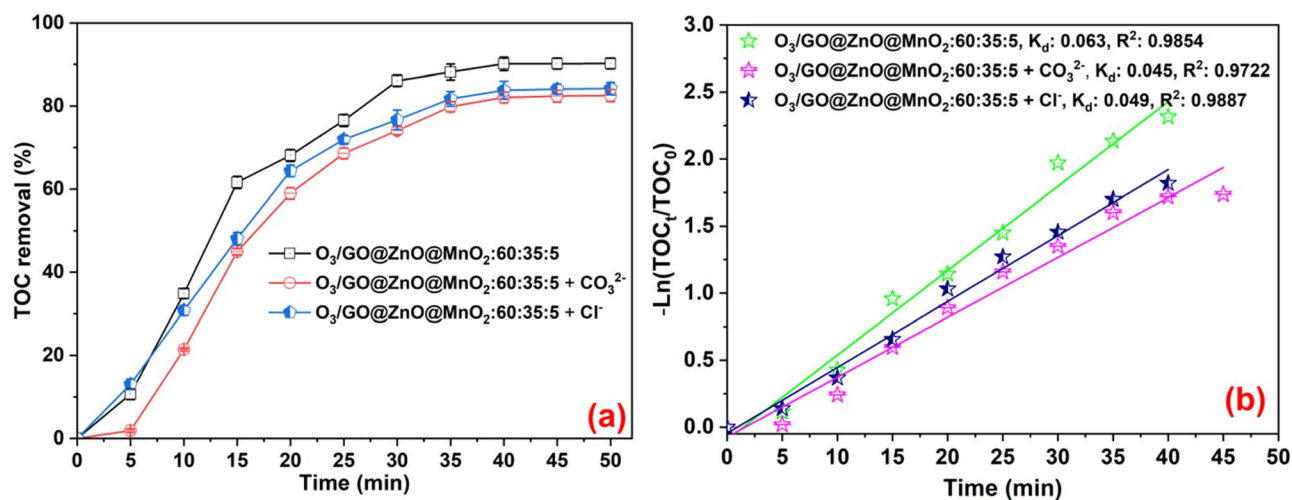 100
80
60
40
20
0
TOC removal (%)
O₃/GO@ZnO@MnO₂:60:35:5
O₃/GO@ZnO@MnO₂:60:35:5 + CO₃²⁻
O₃/GO@ZnO@MnO₂:60:35:5 + Cl⁻
(a)
0 5 10 15 20 25 30 35 40 45 50
Time (min)
3.0
2.5
2.0
1.5
1.0
0.5
0.0
-Ln(TOCₜ/TOC₀)
O₃/GO@ZnO@MnO₂:60:35:5, K_d: 0.063, R²: 0.9854
O₃/GO@ZnO@MnO₂:60:35:5 + CO₃²⁻, K_d: 0.045, R²: 0.9722
O₃/GO@ZnO@MnO₂:60:35:5 + Cl⁻, K_d: 0.049, R²: 0.9887
(b)
0 5 10 15 20 25 30 35 40 45 50
Time (min)